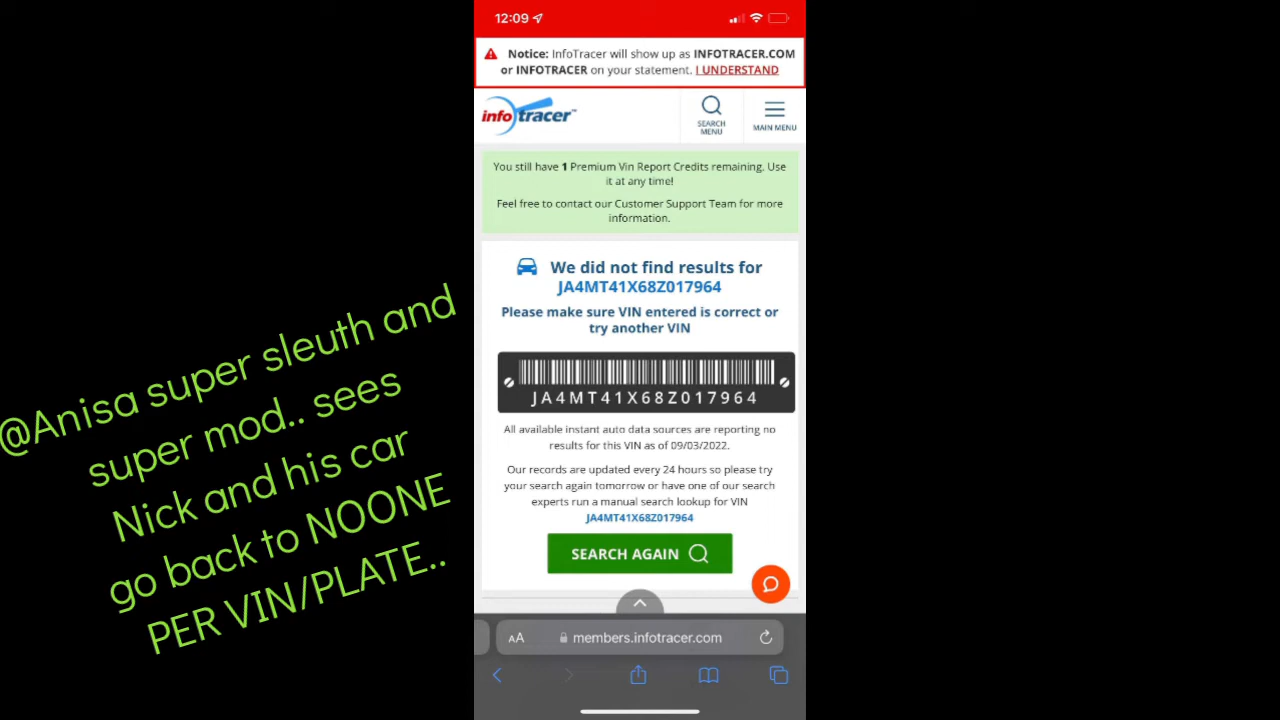 12:09
Notice: InfoTracer will show up as INFOTRACER.COM
or INFOTRACER on your statement. I UNDERSTAND
infotracer™
SEARCH
MENU
MAIN MENU
You still have 1 Premium Vin Report Credits remaining. Use
it at any time!
Feel free to contact our Customer Support Team for more
information.
We did not find results for
JA4MT41X68Z017964
Please make sure VIN entered is correct or
try another VIN
JA4MT41X68Z017964
All available instant auto data sources are reporting no
results for this VIN as of 09/03/2022.
Our records are updated every 24 hours so please try
your search again tomorrow or have one of our search
experts run a manual search lookup for VIN
JA4MT41X68Z017964
SEARCH AGAIN
AA members.infotracer.com
@Anisa super sleuth and
super mod.. sees
Nick and his car
go back to NOONE
PER VIN/PLATE..